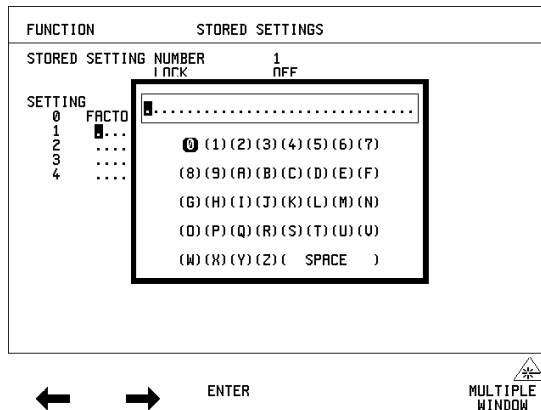 FUNCTION STORED SETTINGS
STORED SETTING NUMBER 1
LOCK OFF
SETTING
0 FACTO
1 ....
2 ....
3 ....
4 ....
0 (1)(2)(3)(4)(5)(6)(7)
(8)(9)(A)(B)(C)(D)(E)(F)
(G)(H)(I)(J)(K)(L)(M)(N)
(O)(P)(Q)(R)(S)(T)(U)(V)
(W)(X)(Y)(Z)( SPACE )
ENTER
MULTIPLE
WINDOW